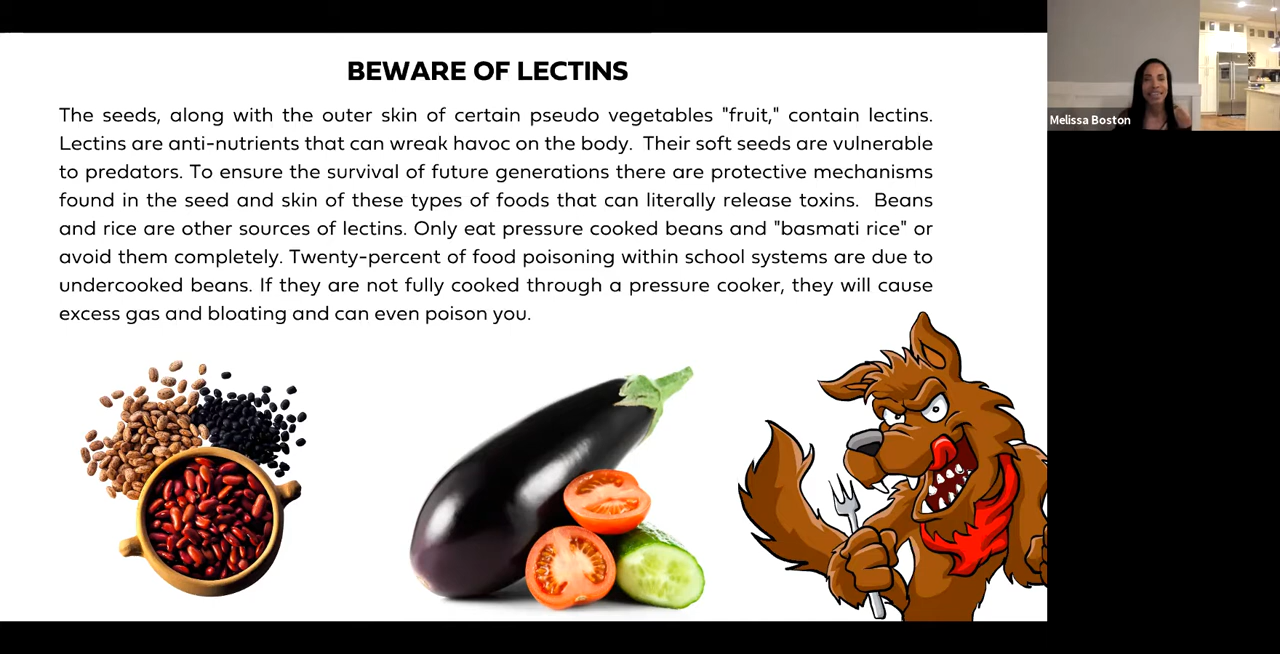 BEWARE OF LECTINS
The seeds, along with the outer skin of certain pseudo vegetables "fruit," contain lectins.
Lectins are anti-nutrients that can wreak havoc on the body.  Their soft seeds are vulnerable
to predators. To ensure the survival of future generations there are protective mechanisms
found in the seed and skin of these types of foods that can literally release toxins.  Beans
and rice are other sources of lectins. Only eat pressure cooked beans and "basmati rice" or
avoid them completely. Twenty-percent of food poisoning within school systems are due to
undercooked beans. If they are not fully cooked through a pressure cooker, they will cause
excess gas and bloating and can even poison you.
Melissa Boston